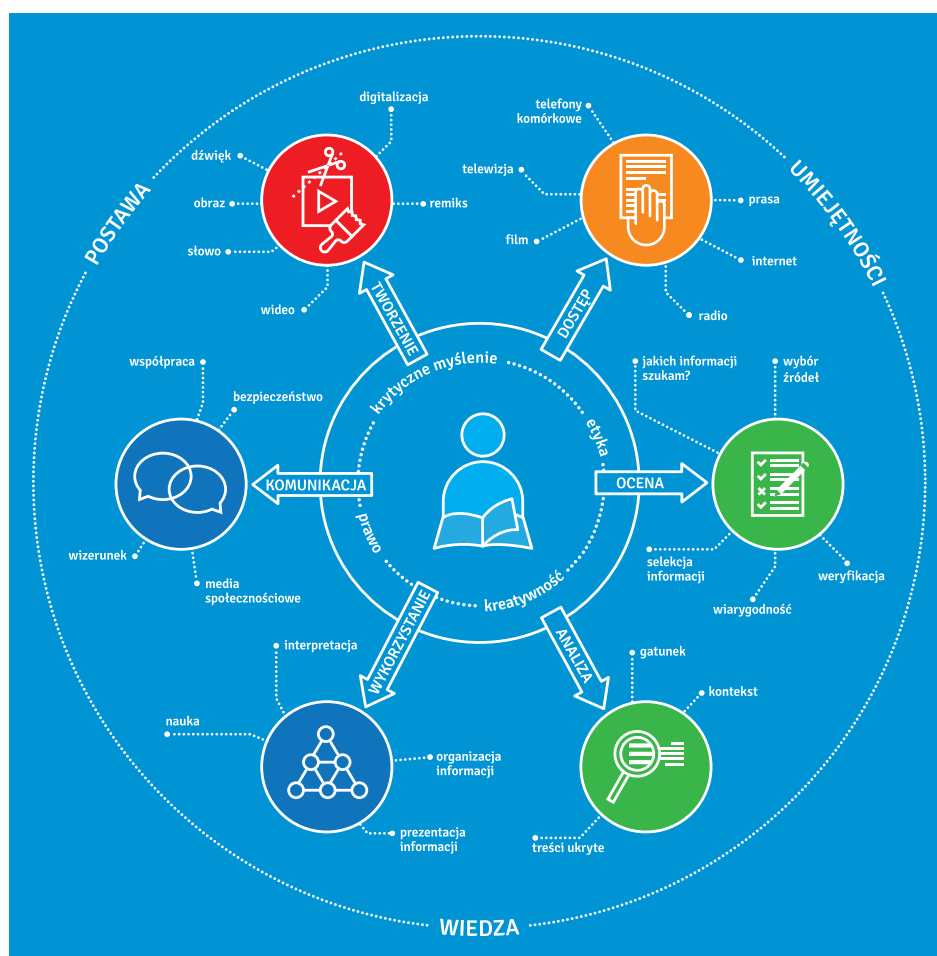 digitalizacja
dźwięk
obraz
słowo
wideo
remiks
telefony
komórkowe
telewizja
film
prasa
internet
radio
POSTAWA
UMIEJĘTNOŚCI
TWORZENIE
DOSTĘP
krytyczne myślenie
etyka
kreatywność
prawo
współpraca
bezpieczeństwo
KOMUNIKACJA
wizerunek
media
społecznościowe
jakich informacji
szukam?
wybór
źródeł
OCENA
selekcja
informacji
wiarygodność
weryfikacja
WYKORZYSTANIE
ANALIZA
interpretacja
nauka
organizacja
informacji
prezentacja
informacji
gatunek
kontekst
treści ukryte
WIEDZA